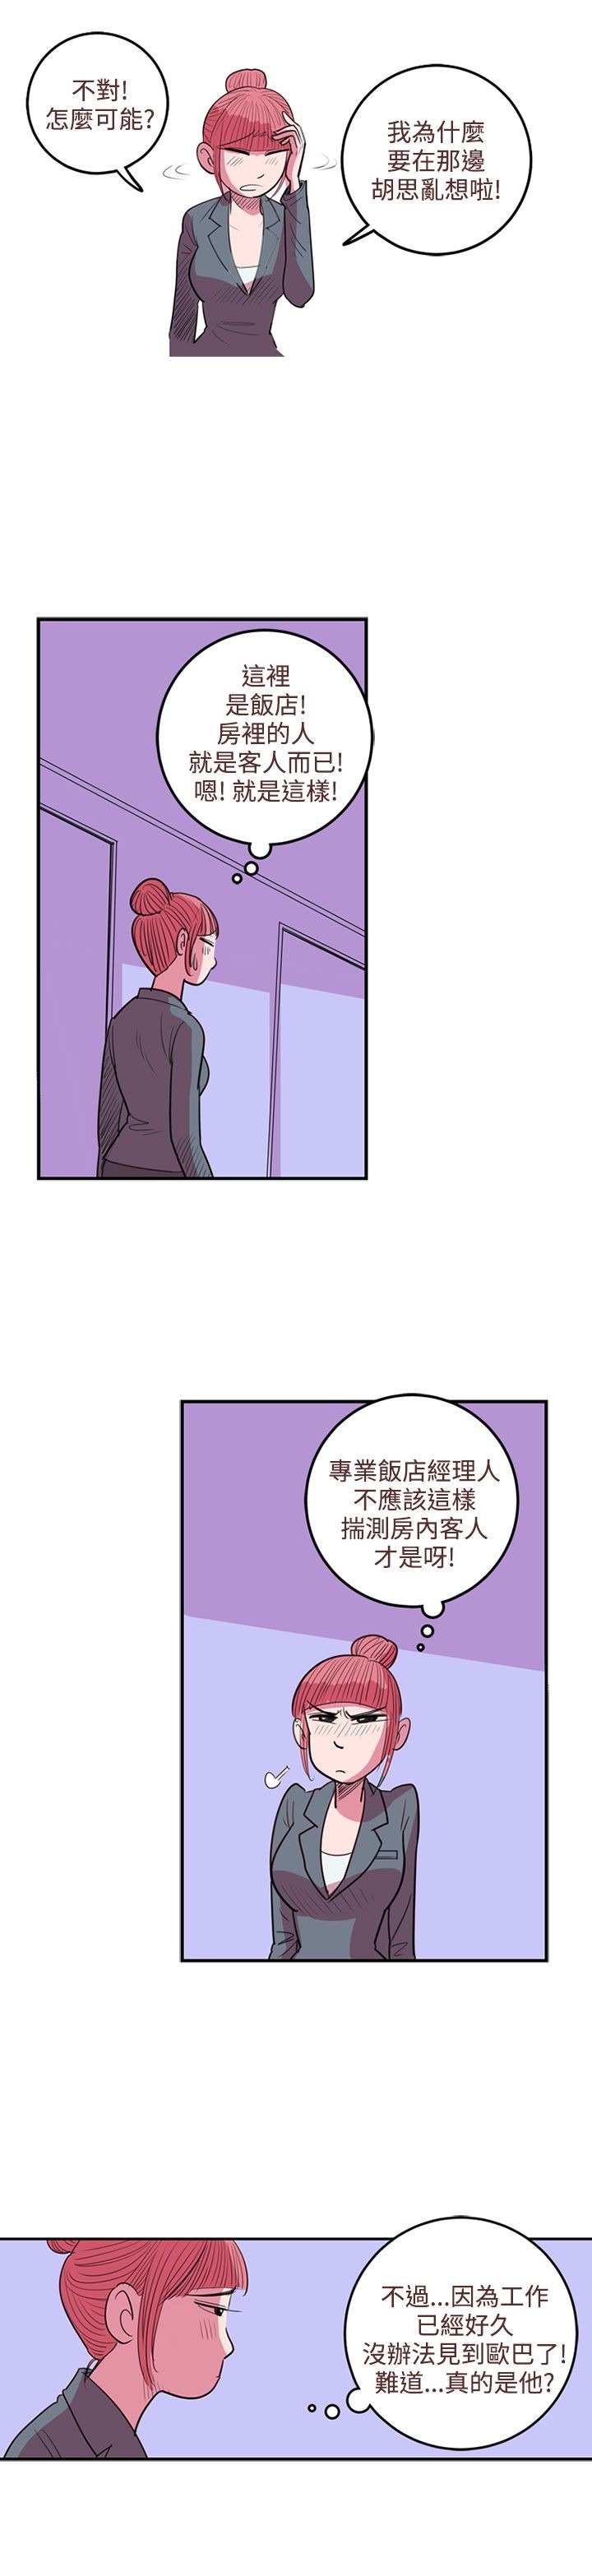 不對!
怎麼可能?
我為什麼
要在那邊
胡思亂想啦!
這裡
是飯店!
房裡的人
就是客人而已!
嗯! 就是這樣!
專業飯店經理人
不應該這樣
揣測房內客人
才是呀!
不過...因為工作
已經好久
沒辦法見到歐巴了!
難道...真的是他?